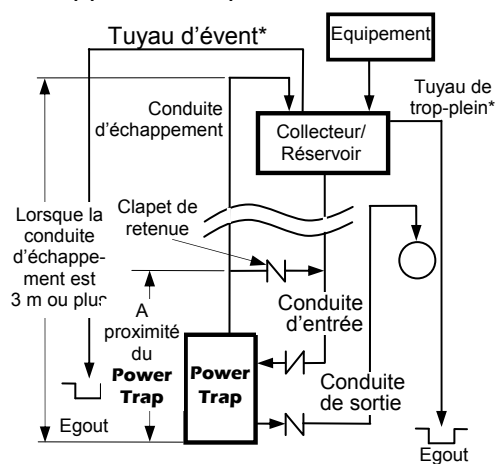 Tuyau d'évent*
Equipement
Tuyau de
trop-plein*
Conduite
d'échappement
Collecteur/
Réservoir
Lorsque la
conduite
d'échappe-
ment est
3 m ou plus
Clapet de
retenue
A
proximité
du
Power
Trap
Conduite
d'entrée
Power
Trap
Conduite
de sortie
Egout
Egout